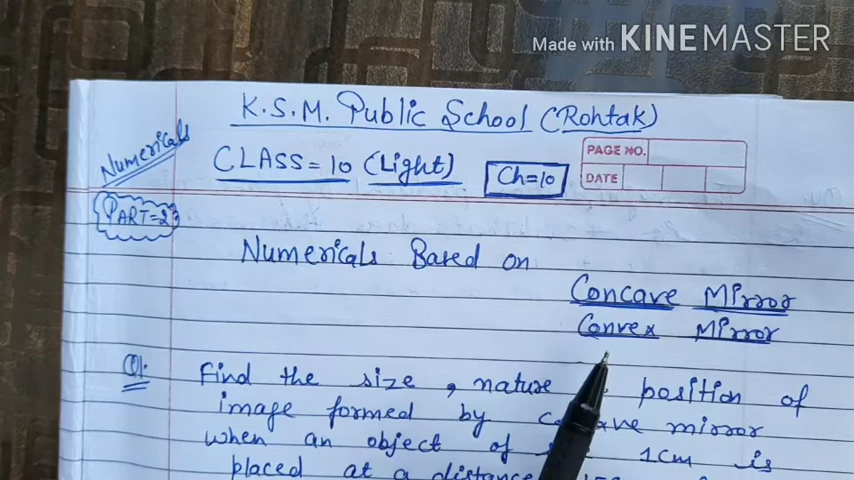 Made with KINEMASTER
K.S.M. Public School (Rohtak)
Numericals
CLASS = 10 (Light)
Ch=10
PAGE NO.
DATE
PART=2
Numericals Based on
Concave Mirror
Convex Mirror
Q1.
Find the size, nature position of
image formed by mirror
when an object of 1cm is
placed at a distance